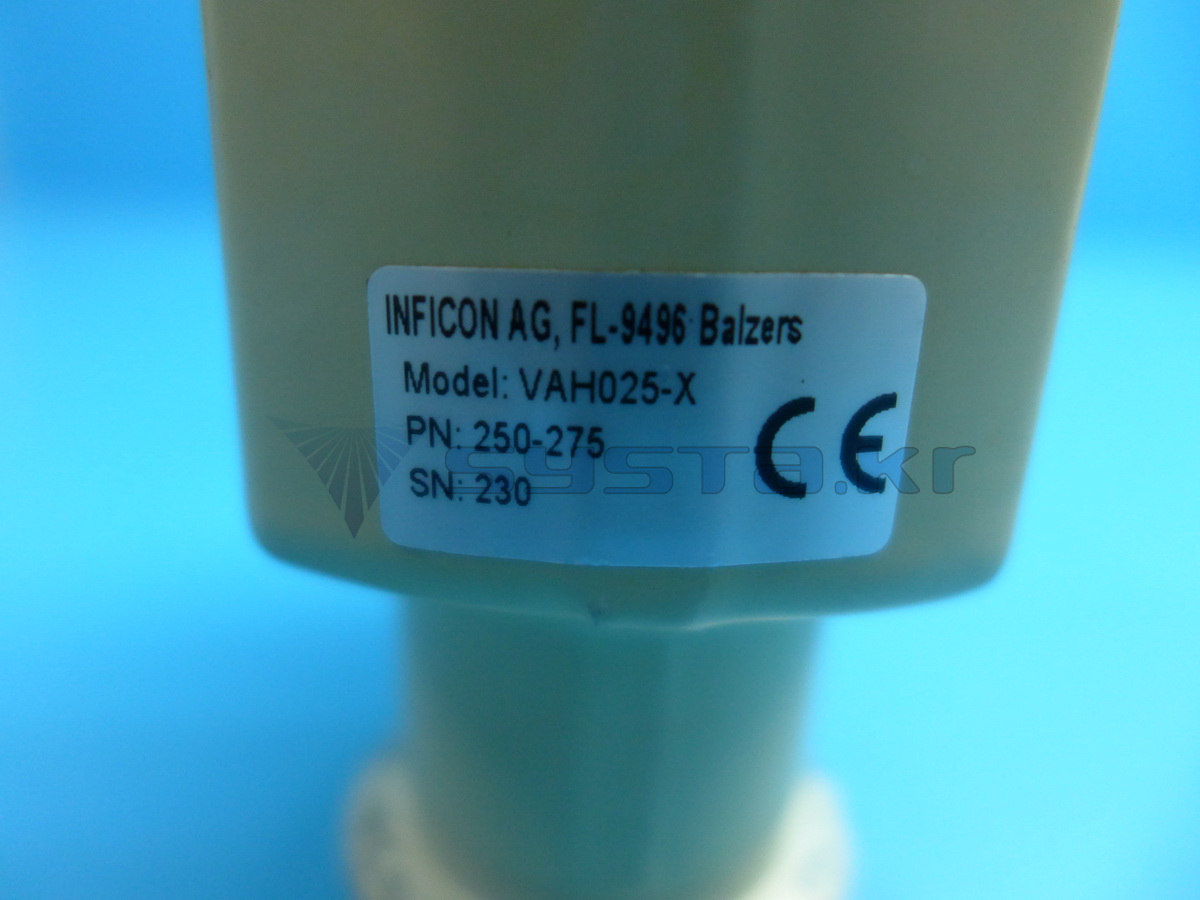 INFICON AG, FL-9496 Balzers
Model: VAH025-X
PN: 250-275
SN: 230
CE
systa.kr